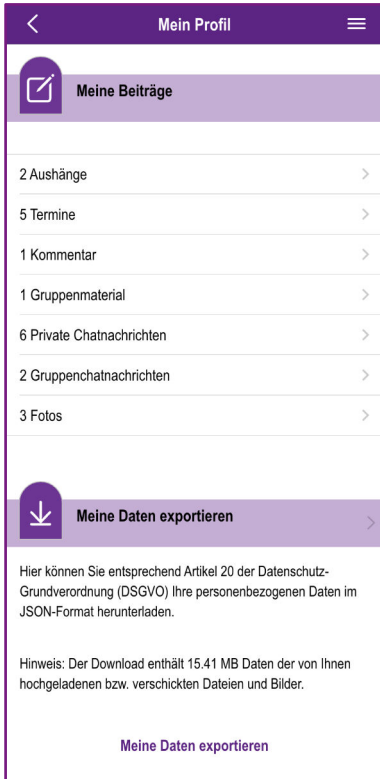 Mein Profil
Meine Beiträge
2 Aushänge
5 Termine
1 Kommentar
1 Gruppenmaterial
6 Private Chatnachrichten
2 Gruppenchatnachrichten
3 Fotos
Meine Daten exportieren
Hier können Sie entsprechend Artikel 20 der Datenschutz-
Grundverordnung (DSGVO) Ihre personenbezogenen Daten im
JSON-Format herunterladen.
Hinweis: Der Download enthält 15.41 MB Daten der von Ihnen
hochgeladenen bzw. verschickten Dateien und Bilder.
Meine Daten exportieren